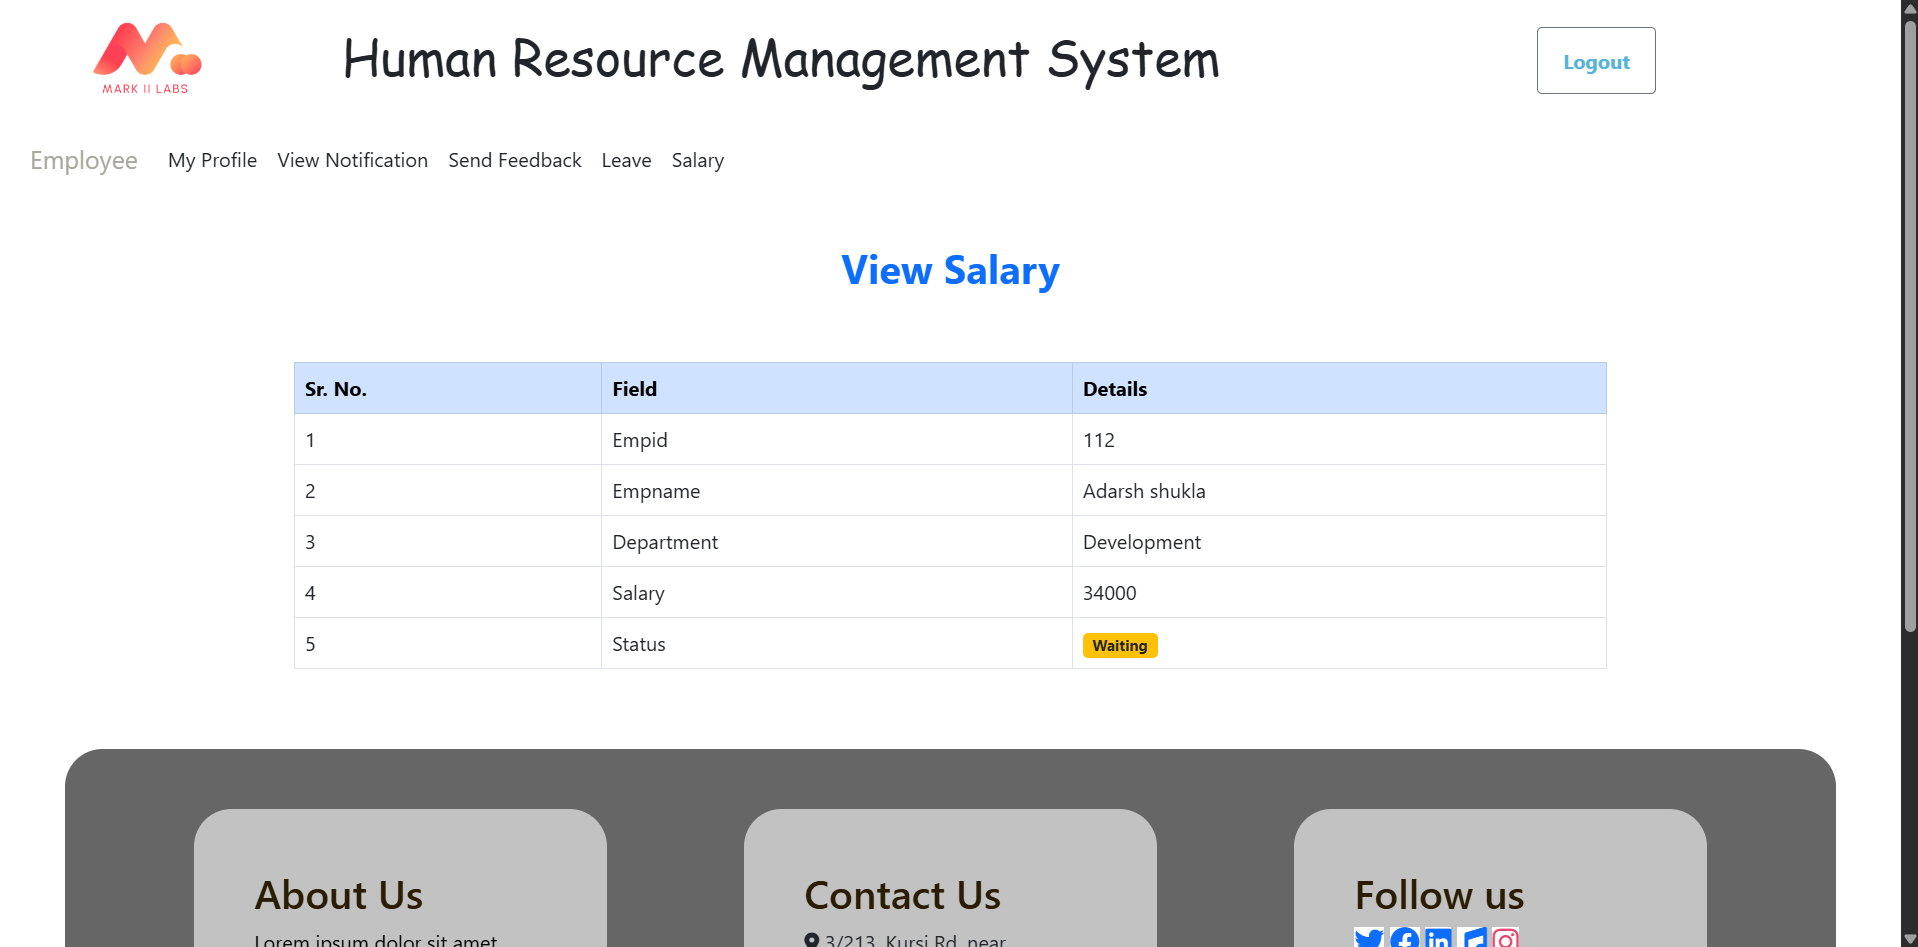 MARK II LABS
Human Resource Management System
Logout
Employee My Profile View Notification Send Feedback Leave Salary
View Salary
Sr. No. Field Details
1 Empid 112
2 Empname Adarsh shukla
3 Department Development
4 Salary 34000
5 Status Waiting
About Us Contact Us Follow us
Lorem ipsum dolor sit amet 3/213, Kursi Rd, near